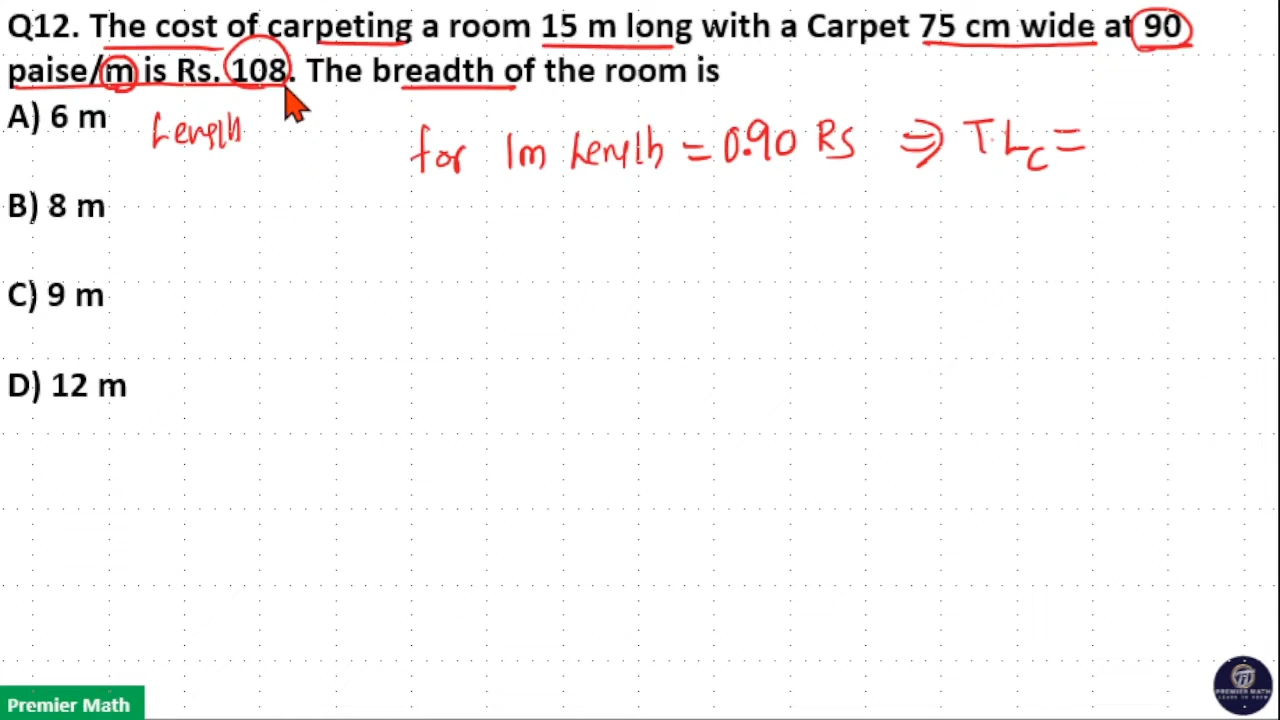 Q12. The cost of carpeting a room 15 m long with a Carpet 75 cm wide at 90
paise/m is Rs. 108. The breadth of the room is
A) 6 m
Length
for 1m Length = 0.90 Rs ⇒ T.L_C =
B) 8 m
C) 9 m
D) 12 m
Premier Math
PREMIER MATH